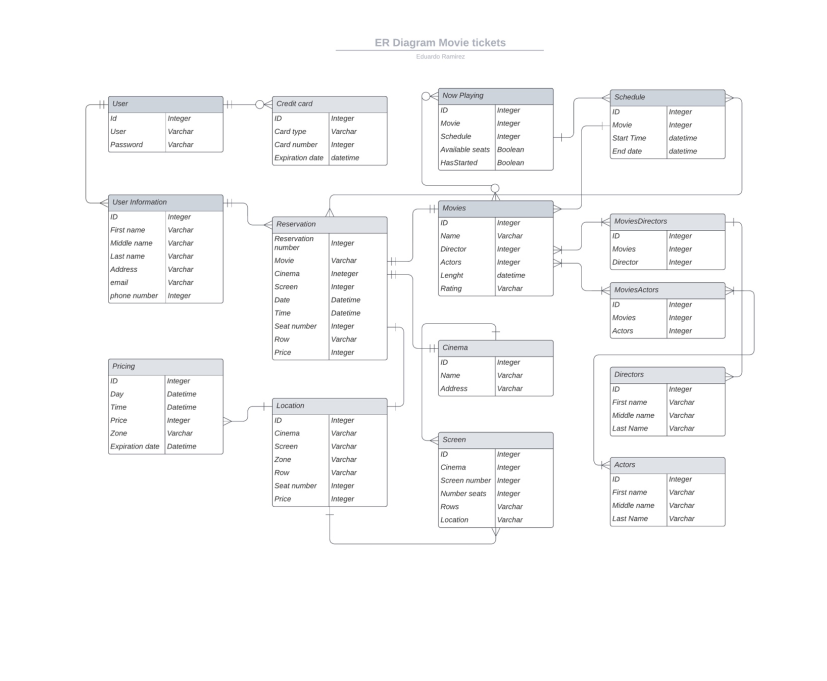 ER Diagram Movie tickets
Eduardo Ramirez
User
Id Integer
User Varchar
Password Varchar
Credit card
ID Integer
Card type Varchar
Card number Integer
Expiration date datetime
Now Playing
ID Integer
Movie Integer
Schedule Integer
Available seats Boolean
HasStarted Boolean
Schedule
ID Integer
Movie Integer
Start Time datetime
End date datetime
User Information
ID Integer
First name Varchar
Middle name Varchar
Last name Varchar
Address Varchar
email Varchar
phone number Integer
Reservation
Reservation
number Integer
Movie Varchar
Cinema Ineteger
Screen Integer
Date Datetime
Time Datetime
Seat number Integer
Row Varchar
Price Integer
Movies
ID Integer
Name Varchar
Director Integer
Actors Integer
Lenght datetime
Rating Varchar
MoviesDirectors
ID Integer
Movies Integer
Director Integer
MoviesActors
ID Integer
Movies Integer
Actors Integer
Pricing
ID Integer
Day Datetime
Time Datetime
Price Integer
Zone Varchar
Expiration date Datetime
Location
ID Integer
Cinema Varchar
Screen Varchar
Zone Varchar
Row Varchar
Seat number Integer
Price Integer
Cinema
ID Integer
Name Varchar
Address Varchar
Screen
ID Integer
Cinema Integer
Screen number Integer
Number seats Integer
Rows Varchar
Location Varchar
Directors
ID Integer
First name Varchar
Middle name Varchar
Last Name Varchar
Actors
ID Integer
First name Varchar
Middle name Varchar
Last Name Varchar